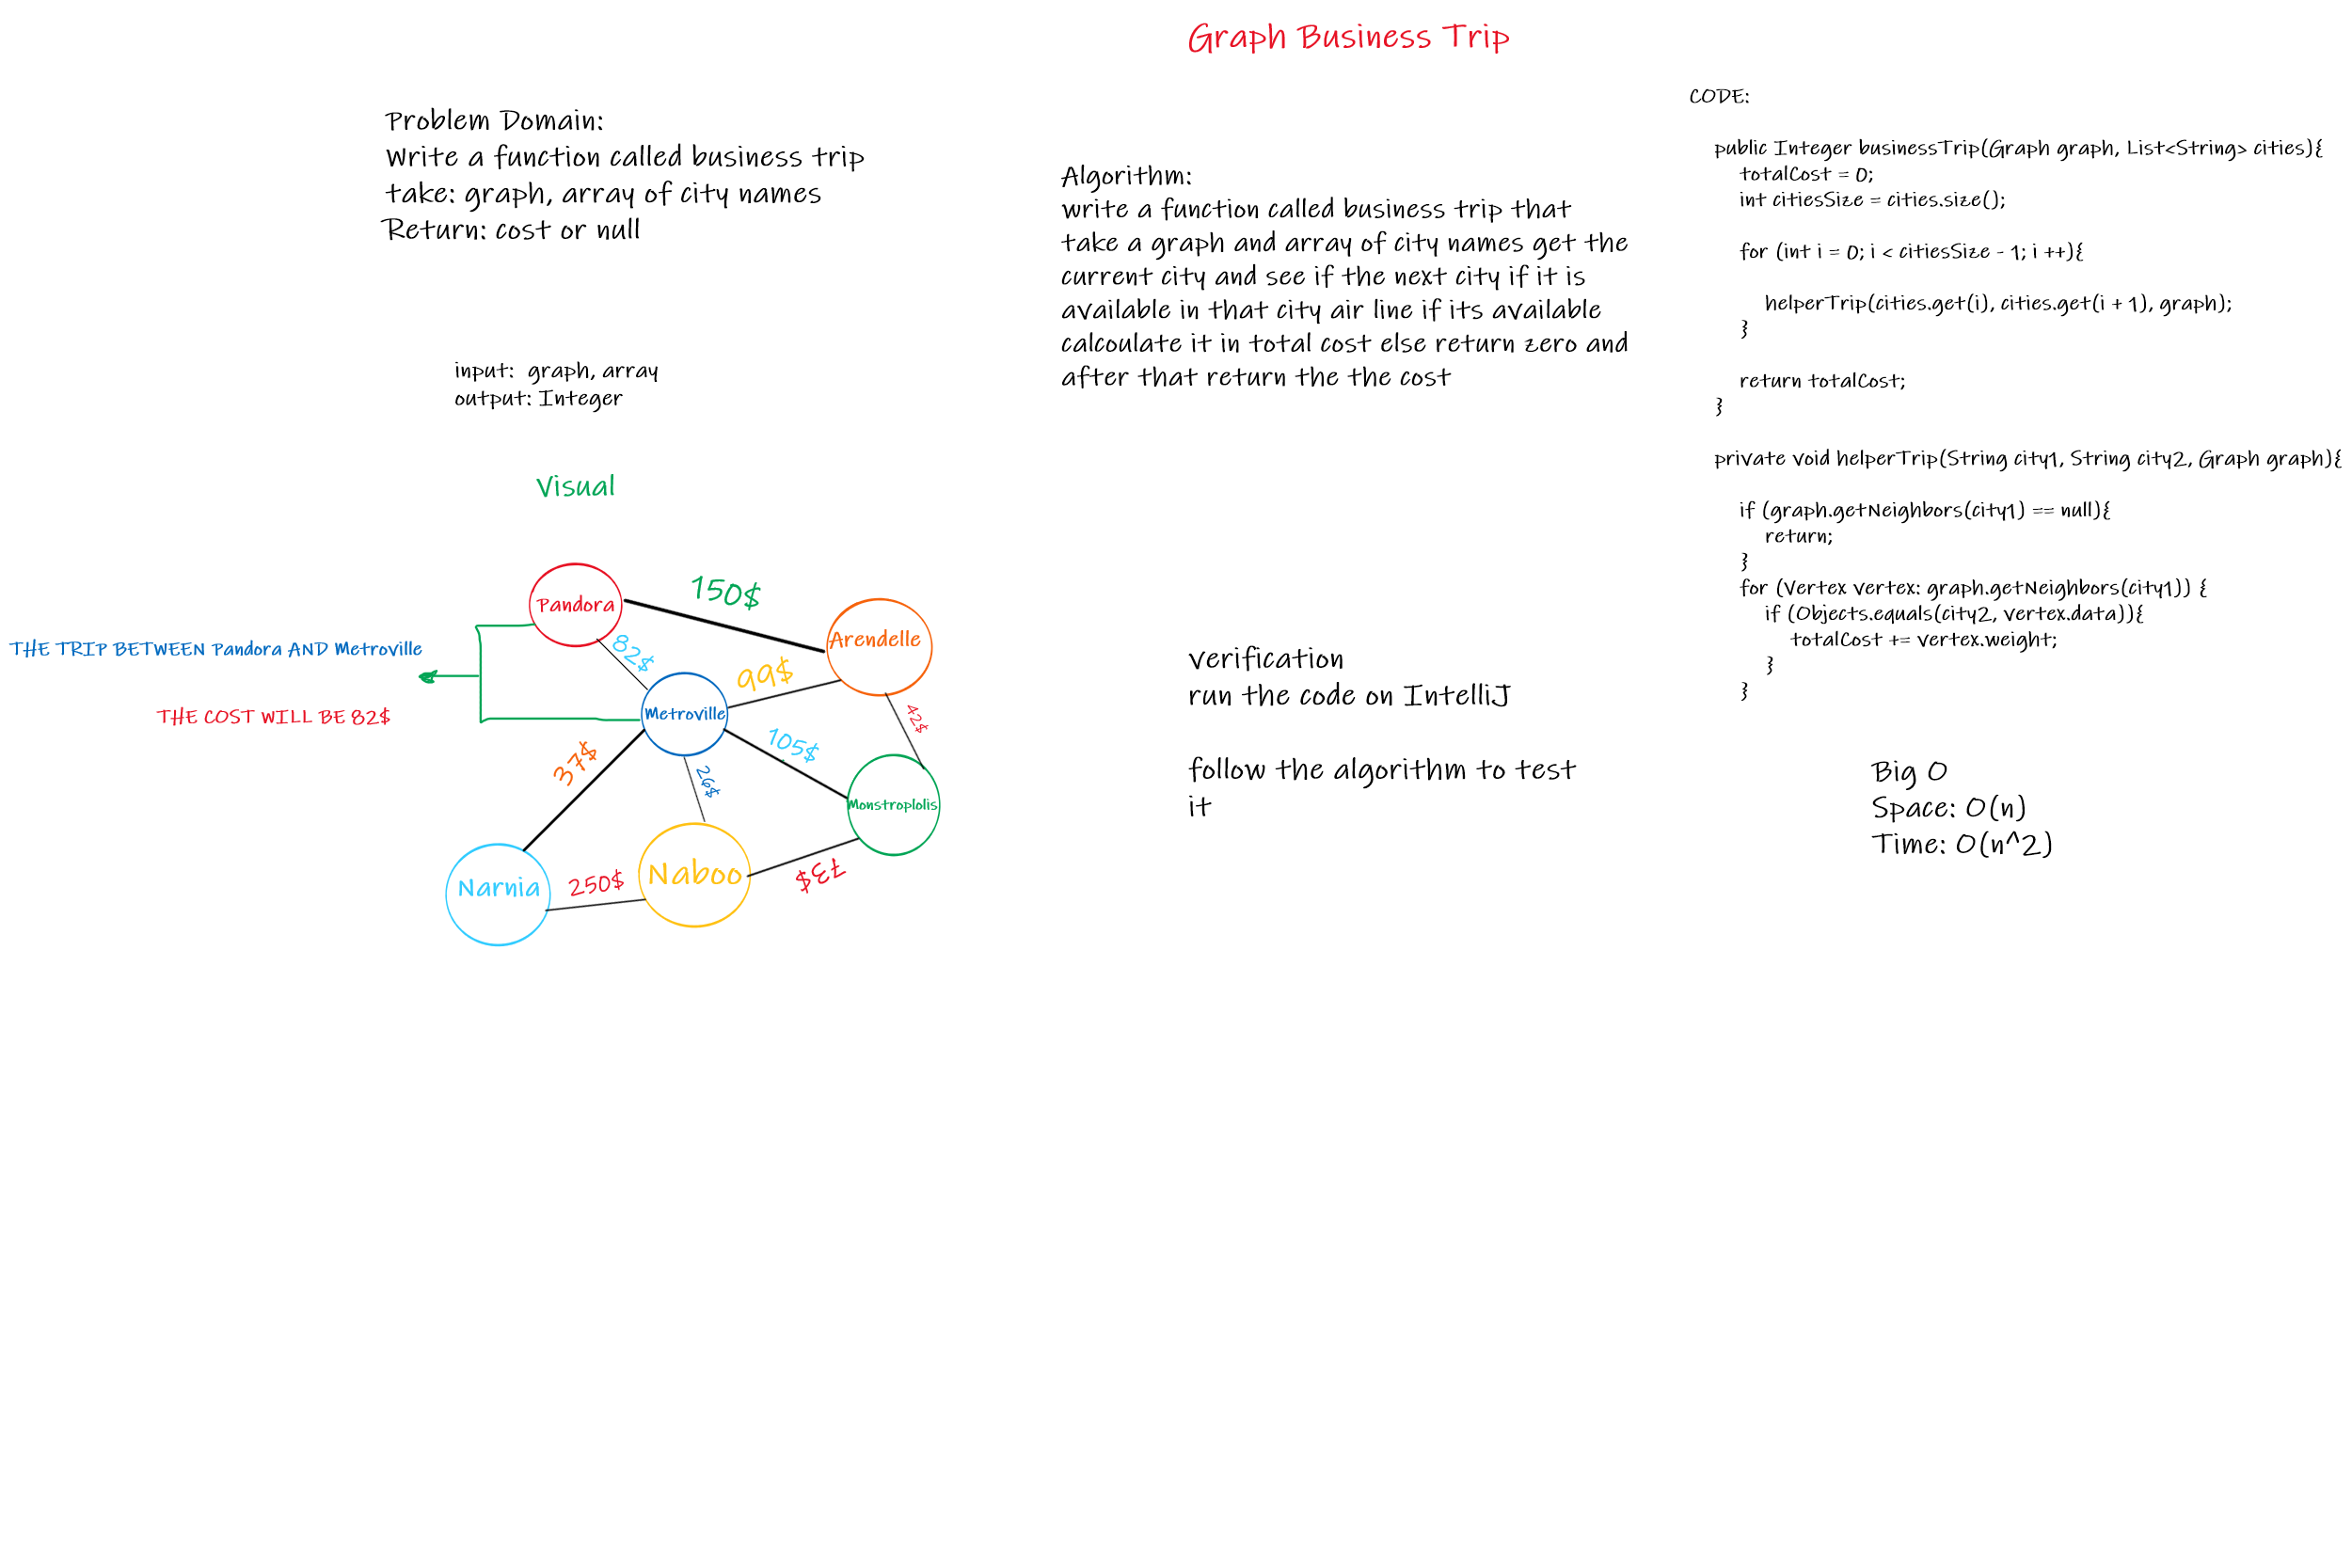 Graph Business Trip
Problem Domain:
Write a function called business trip
take: graph, array of city names
Return: cost or null
input:  graph, array
output: Integer
Visual
Pandora
150$
Arendelle
82$
99$
THE TRIP BETWEEN Pandora AND Metroville
THE COST WILL BE 82$
Metroville
42$
105$
37$
26$
Monstroplolis
Narnia
250$
Naboo
73$
Algorithm:
write a function called business trip that
take a graph and array of city names get the
current city and see if the next city if it is
available in that city air line if its available
calcoulate it in total cost else return zero and
after that return the the cost
verification
run the code on IntelliJ
follow the algorithm to test
it
CODE:
public Integer businessTrip(Graph graph, List<String> cities){
totalCost = 0;
int citiesSize = cities.size();
for (int i = 0; i < citiesSize - 1; i ++){
helperTrip(cities.get(i), cities.get(i + 1), graph);
}
return totalCost;
}
private void helperTrip(String city1, String city2, Graph graph){
if (graph.getNeighbors(city1) == null){
return;
}
for (Vertex vertex: graph.getNeighbors(city1)) {
if (Objects.equals(city2, vertex.data)){
totalCost += vertex.weight;
}
}
Big O
Space: O(n)
Time: O(n^2)